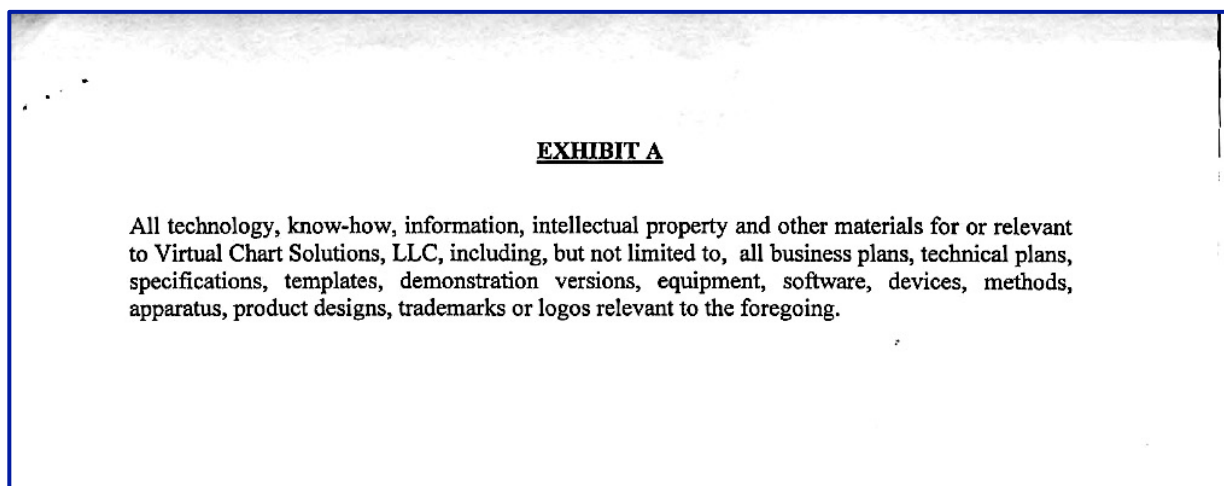 EXHIBIT A
All technology, know-how, information, intellectual property and other materials for or relevant
to Virtual Chart Solutions, LLC, including, but not limited to, all business plans, technical plans,
specifications, templates, demonstration versions, equipment, software, devices, methods,
apparatus, product designs, trademarks or logos relevant to the foregoing.